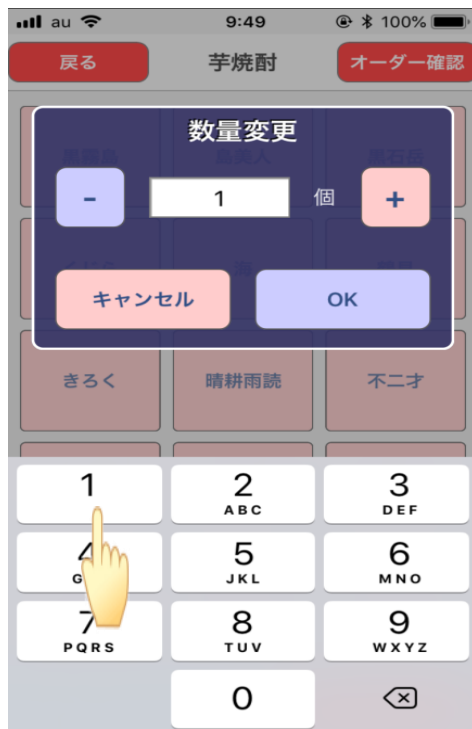 au 9:49 100%
戻る 芋焼酎 オーダー確認
数量変更
- 1 個 +
キャンセル OK
きろく 晴耕雨読 不二才
1 2 3
ABC DEF
4 5 6
G JKL MNO
7 8 9
PQRS TUV WXYZ
0